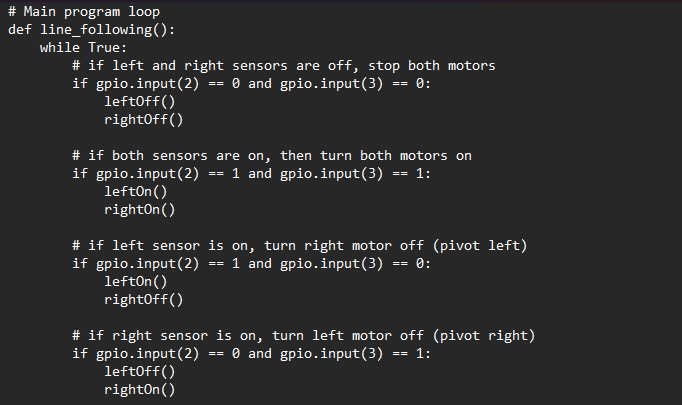 # Main program loop
def line_following():
    while True:
        # if left and right sensors are off, stop both motors
        if gpio.input(2) == 0 and gpio.input(3) == 0:
            leftOff()
            rightOff()

        # if both sensors are on, then turn both motors on
        if gpio.input(2) == 1 and gpio.input(3) == 1:
            leftOn()
            rightOn()

        # if left sensor is on, turn right motor off (pivot left)
        if gpio.input(2) == 1 and gpio.input(3) == 0:
            leftOn()
            rightOff()

        # if right sensor is on, turn left motor off (pivot right)
        if gpio.input(2) == 0 and gpio.input(3) == 1:
            leftOff()
            rightOn()